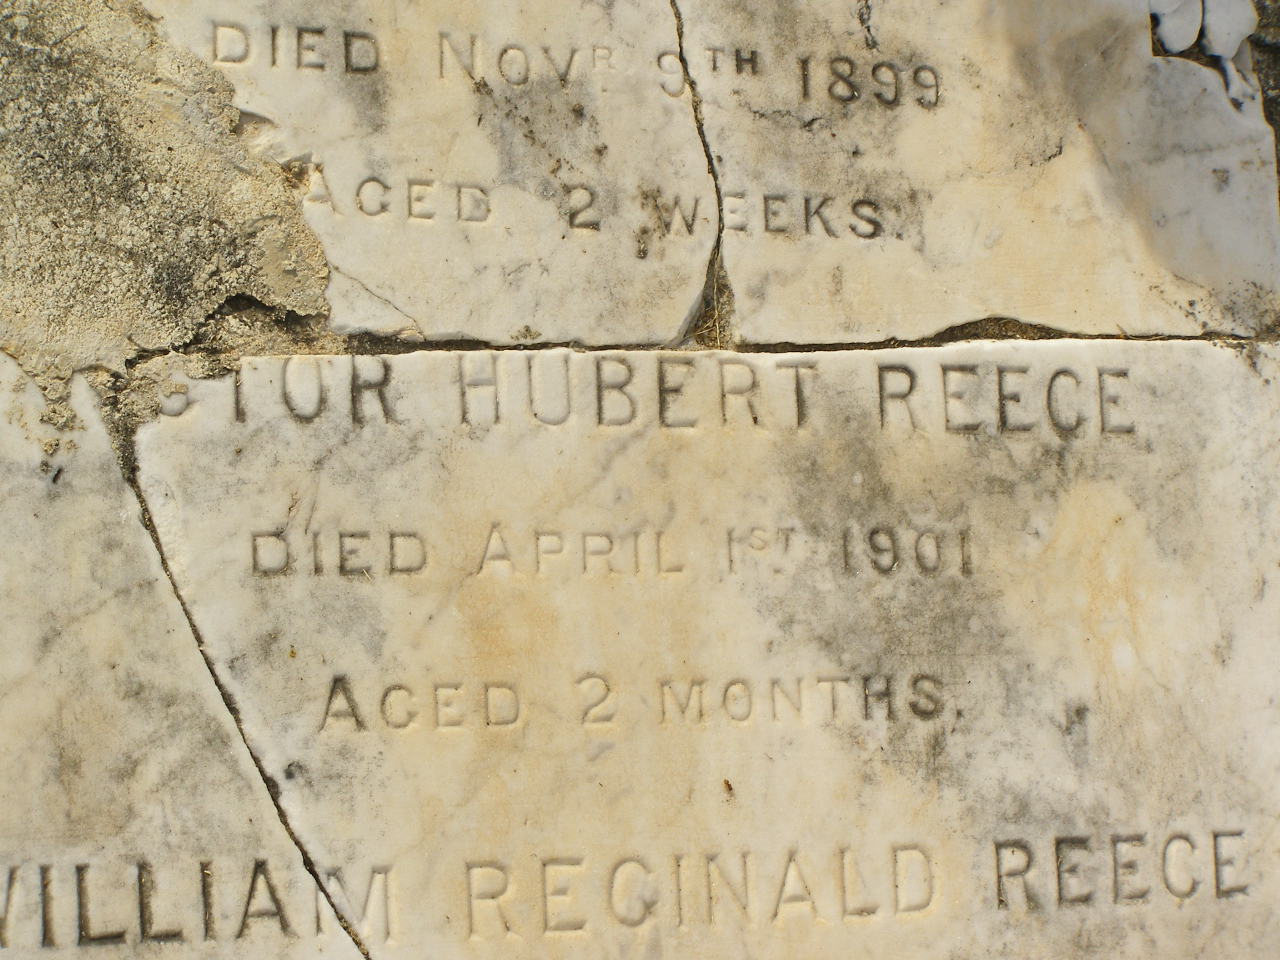 DIED NOVR 9TH 1899
AGED 2 WEEKS
CTOR HUBERT REECE
DIED APRIL 1ST 1901
AGED 2 MONTHS.
WILLIAM REGINALD REECE